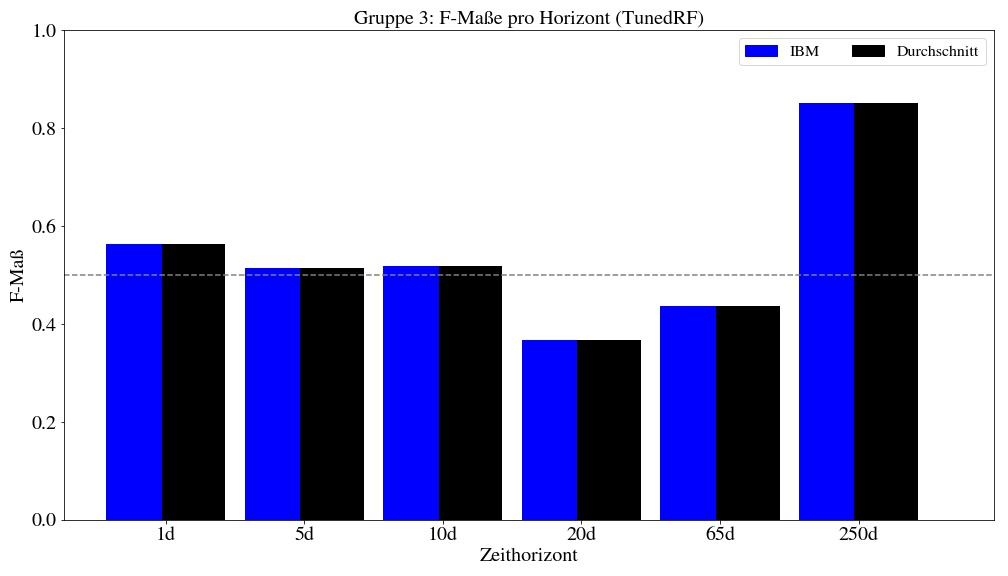 Gruppe 3: F-Maße pro Horizont (TunedRF)
IBM
Durchschnitt
1.0
0.8
0.6
0.4
0.2
0.0
F-Maß
1d
5d
10d
20d
65d
250d
Zeithorizont